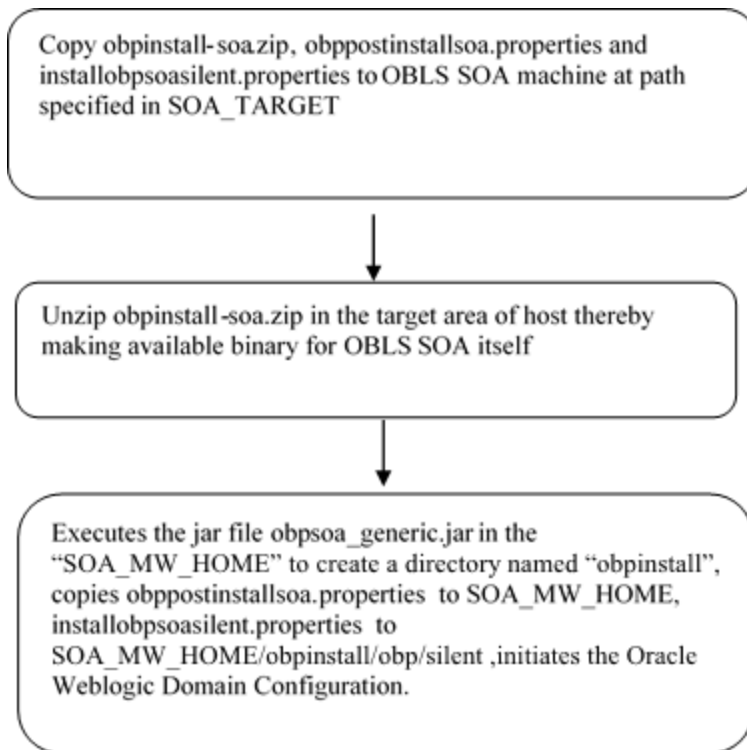 Copy obpinstall-soa.zip, obppostinstallsoa.properties and
installobpsoasilent.properties to OBLS SOA machine at path
specified in SOA_TARGET
Unzip obpinstall-soa.zip in the target area of host thereby
making available binary for OBLS SOA itself
Executes the jar file obpsoa_generic.jar in the
“SOA_MW_HOME” to create a directory named “obpinstall”,
copies obppostinstallsoa.properties to SOA_MW_HOME,
installobpsoasilent.properties to
SOA_MW_HOME/obpinstall/obp/silent ,initiates the Oracle
Weblogic Domain Configuration.